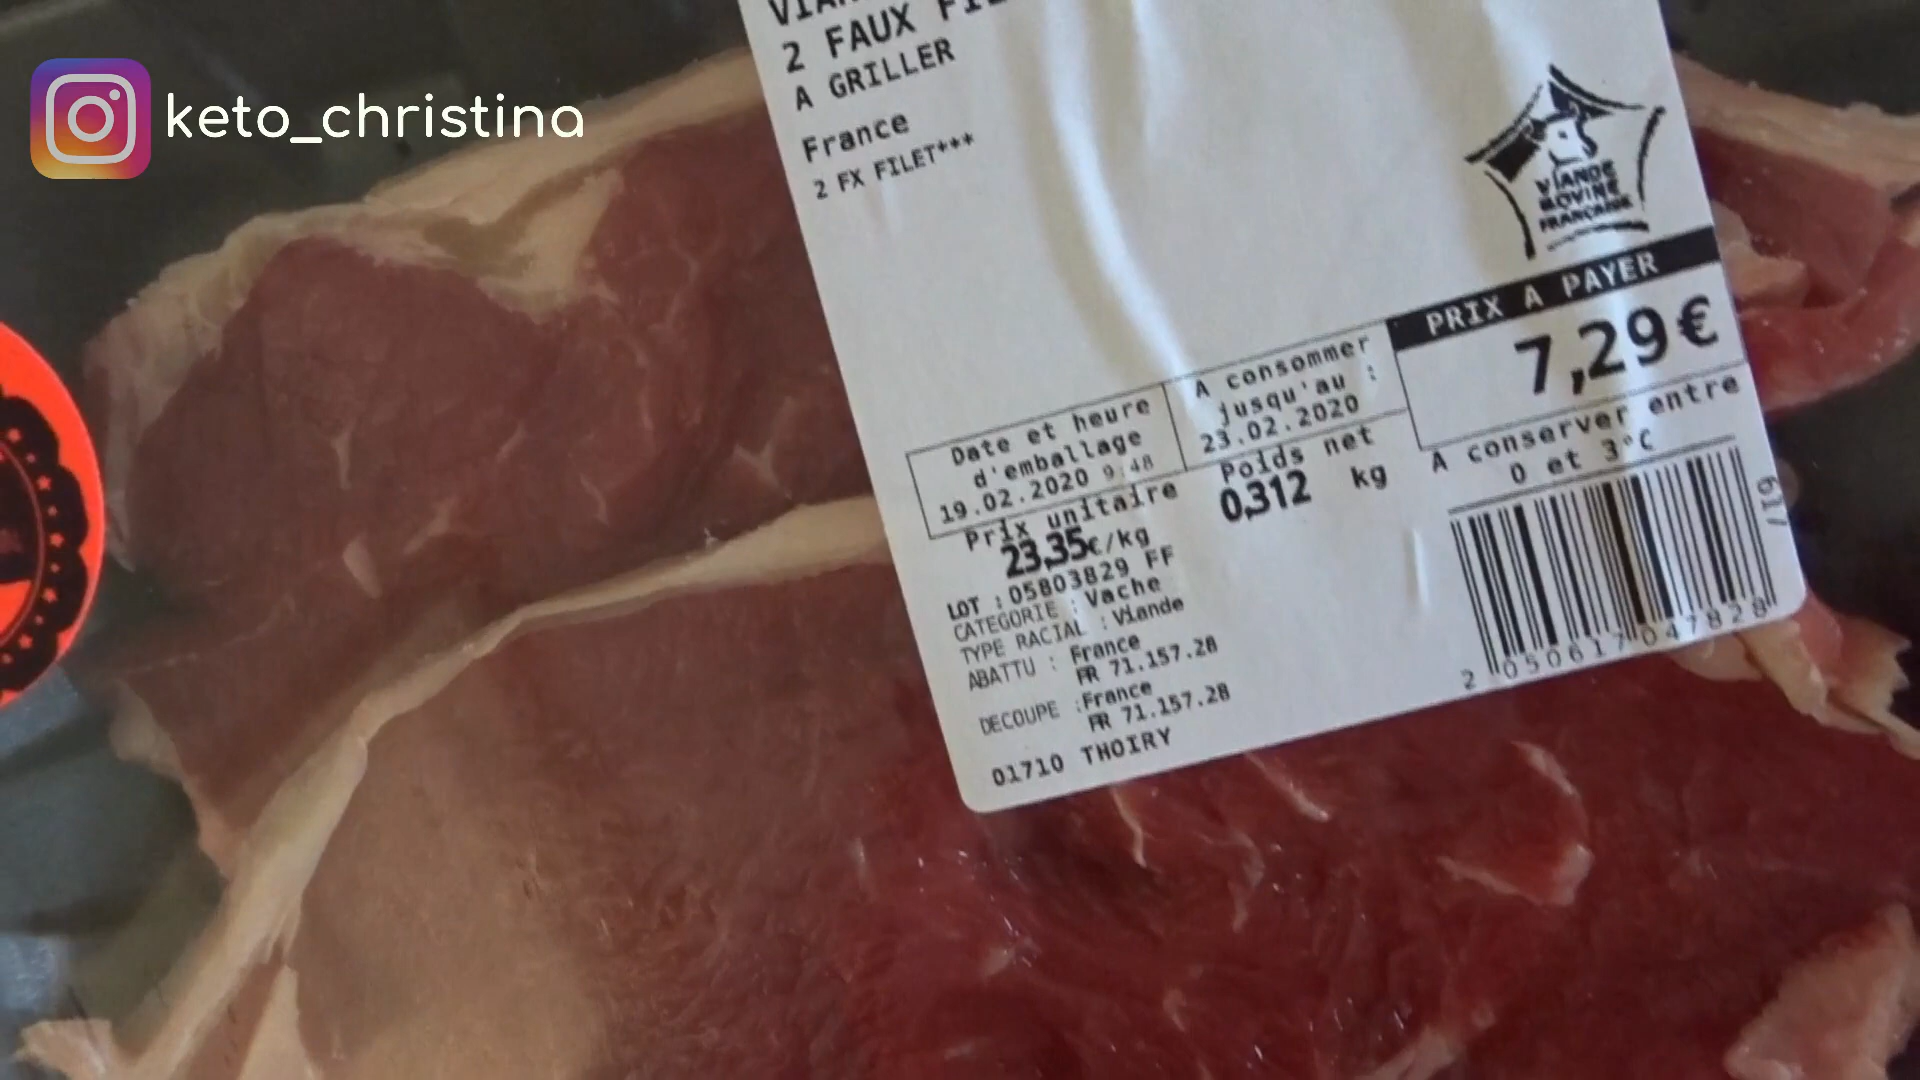 keto_christina
2 FAUX
A GRILLER
France
2 FX FILET***
VIANDE
BOVINE
FRANÇAISE
PRIX A PAYER
7,29€
Date et heure
d'emballage
19.02.2020 9:48
A consommer
jusqu'au :
23.02.2020
A conserver entre
0 et 3°C
Prix unitaire
23,35€/kg
Poids net
0,312 kg
LOT : 05803829 FF
CATEGORIE : Vache
TYPE RACIAL : Viande
ABATTU : France
FR 71.157.28
DECOUPE :France
FR 71.157.28
01710 THOIRY
2 050617 047828
617